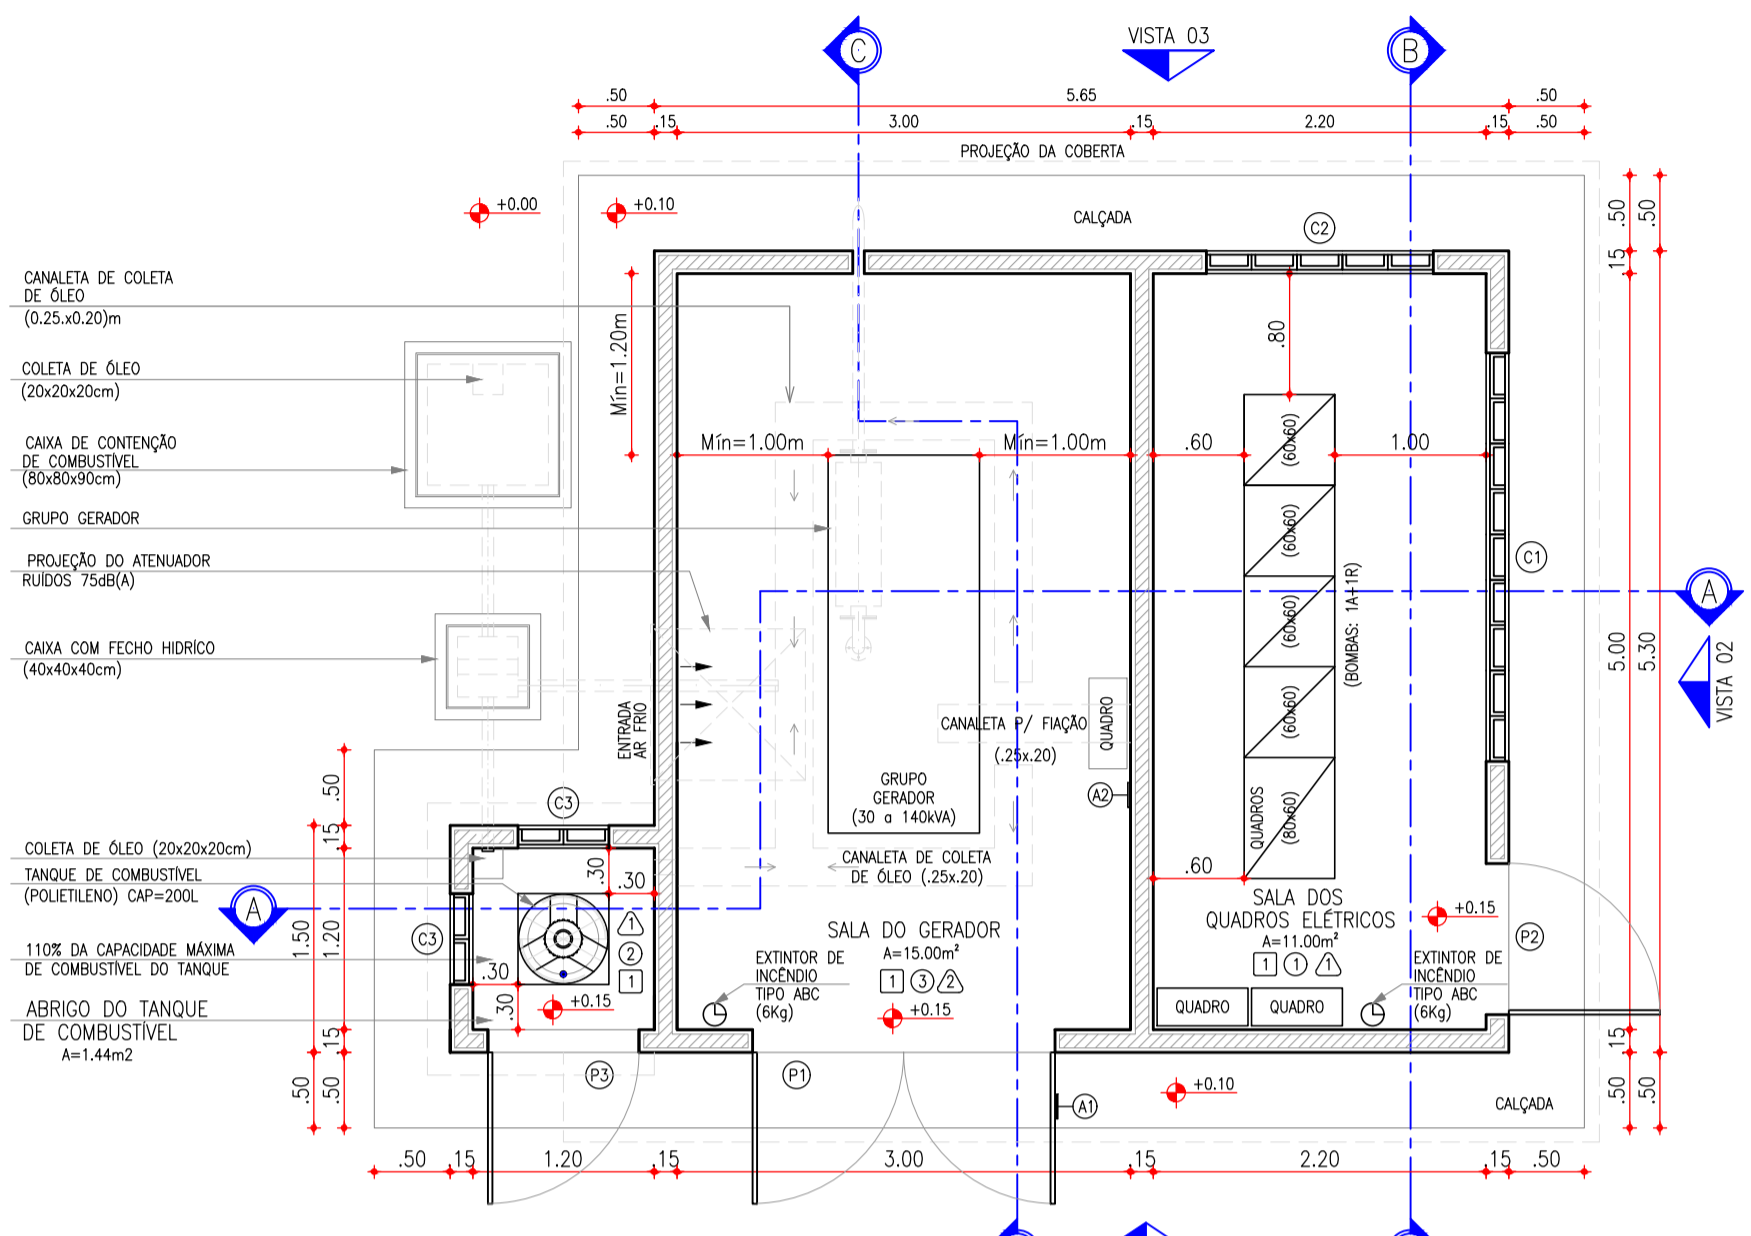 C
VISTA 03
B
.50
5.65
.50
.50
.15
3.00
.15
2.20
.15
.50
PROJEÇÃO DA COBERTA
+0.00
+0.10
CALÇADA
C2
.50
.50
.15
CANALETA DE COLETA
DE ÓLEO
(0.25.x0.20)m
Mín=1.20m
.80
COLETA DE ÓLEO
(20x20x20cm)
CAIXA DE CONTENÇÃO
DE COMBUSTÍVEL
(80x80x90cm)
Mín=1.00m
Mín=1.00m
.60
1.00
(60x60)
GRUPO GERADOR
(60x60)
C1
PROJEÇÃO DO ATENUADOR
RUÍDOS 75dB(A)
A
(60x60)
(BOMBAS: 1A+1R)
5.00
5.30
VISTA 02
CAIXA COM FECHO HIDRÍCO
(40x40x40cm)
ENTRADA
AR FRIO
(60x60)
CANALETA P/ FIAÇÃO
(.25x.20)
QUADRO
GRUPO
GERADOR
(30 a 140kVA)
A2
QUADROS
(80x60)
.50
.15
C3
COLETA DE ÓLEO (20x20x20cm)
TANQUE DE COMBUSTÍVEL
(POLIETILENO) CAP=200L
A
.30
.30
CANALETA DE COLETA
DE ÓLEO (.25x.20)
.60
SALA DOS
QUADROS ELÉTRICOS
A=11.00m²
1
1
1
+0.15
P2
1.50
1.20
C3
1
2
1
SALA DO GERADOR
A=15.00m²
1
3
2
+0.15
110% DA CAPACIDADE MÁXIMA
DE COMBUSTÍVEL DO TANQUE
.30
.30
+0.15
EXTINTOR DE
INCÊNDIO
TIPO ABC
(6Kg)
EXTINTOR DE
INCÊNDIO
TIPO ABC
(6Kg)
QUADRO
QUADRO
ABRIGO DO TANQUE
DE COMBUSTÍVEL
A=1.44m2
.15
.15
.50
.50
P3
P1
A1
+0.10
CALÇADA
.50
.50
.50
.15
1.20
.15
3.00
.15
2.20
.15
.50